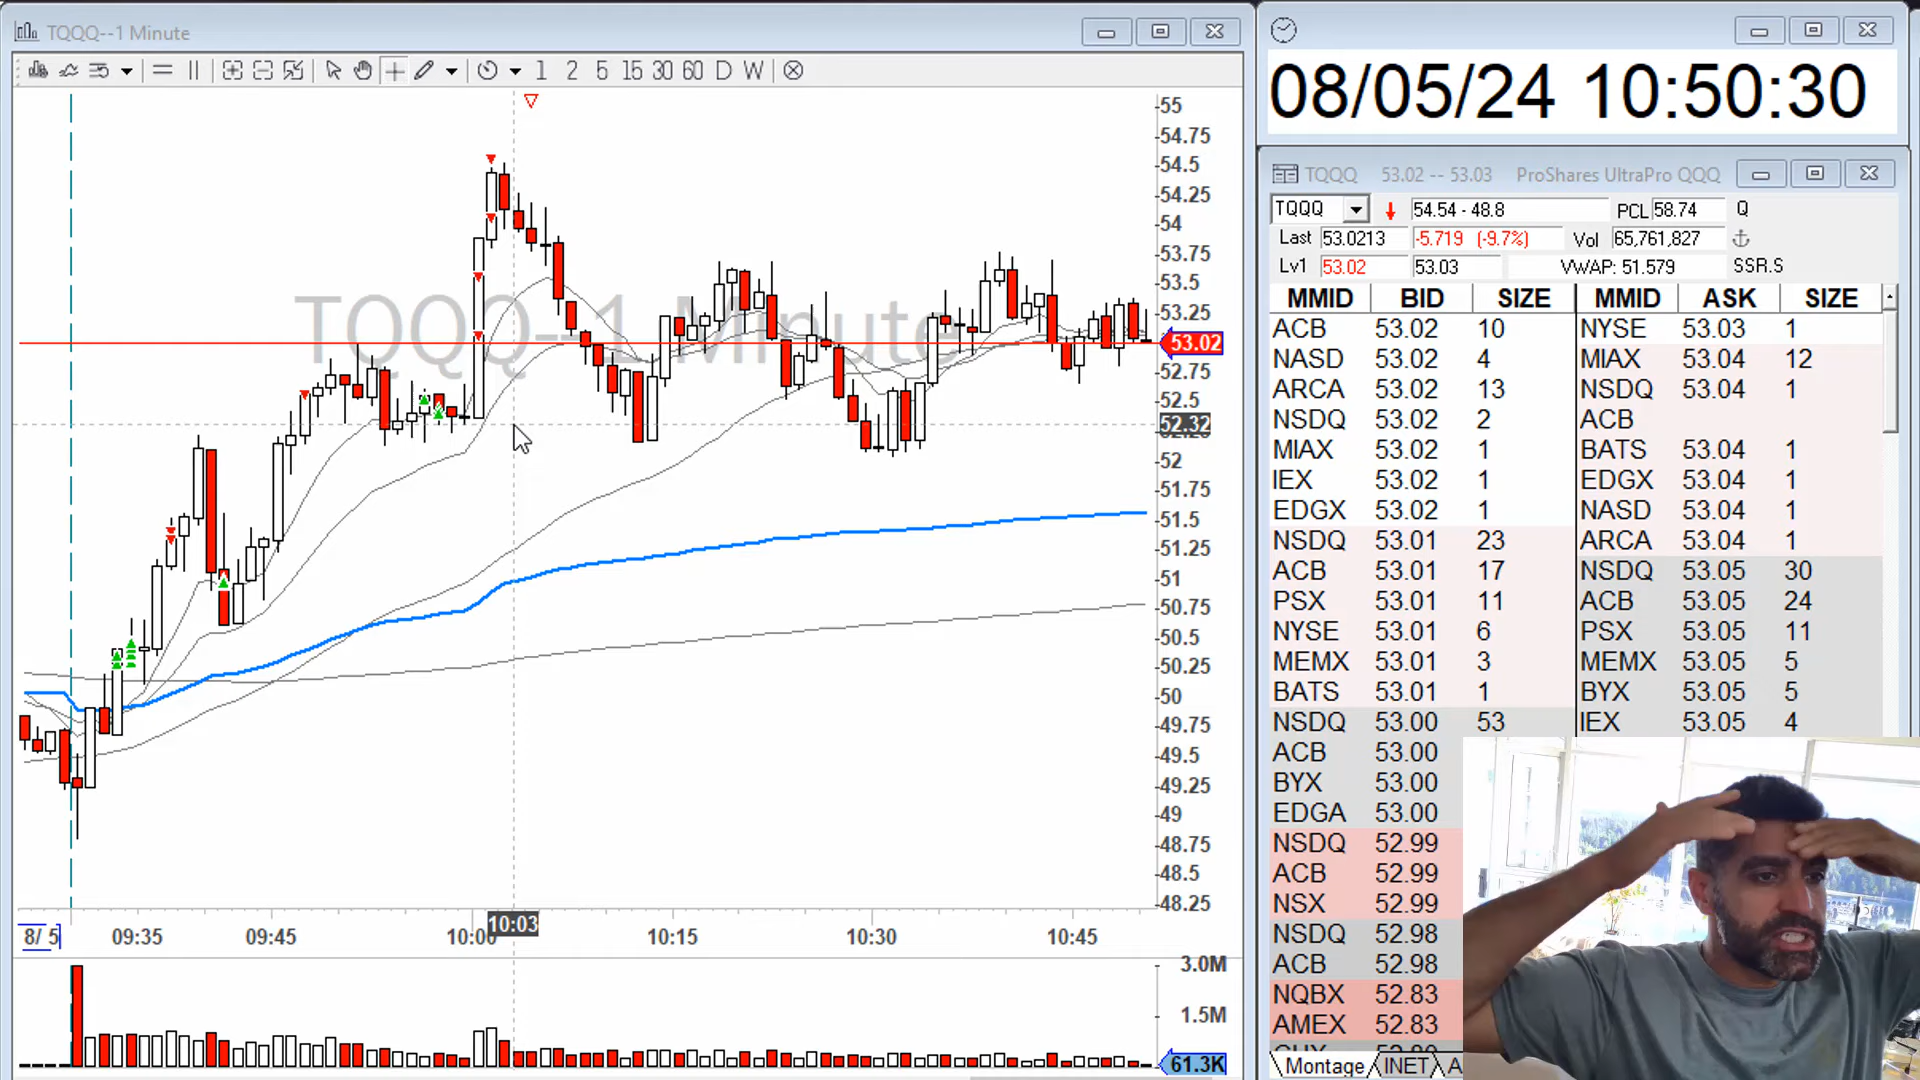 TQQQ--1 Minute
1 2 5 15 30 60 D W
TQQQ--1 Minute
55
54.75
54.5
54.25
54
53.75
53.5
53.25
53.02
52.75
52.5
52.32
52
51.75
51.5
51.25
51
50.75
50.5
50.25
50
49.75
49.5
49.25
49
48.75
48.5
48.25
8/ 5 09:35 09:45 10:00 10:03 10:15 10:30 10:45
3.0M
1.5M
61.3K
08/05/24 10:50:30
TQQQ 53.02 -- 53.03 ProShares UltraPro QQQ
TQQQ 54.54 - 48.8 PCL 58.74 Q
Last 53.0213 -5.719 (-9.7%) Vol 65,761,827
Lv1 53.02 53.03 VWAP: 51.579 SSR.S
MMID BID SIZE MMID ASK SIZE
ACB 53.02 10 NYSE 53.03 1
NASD 53.02 4 MIAX 53.04 12
ARCA 53.02 13 NSDQ 53.04 1
NSDQ 53.02 2 ACB
MIAX 53.02 1 BATS 53.04 1
IEX 53.02 1 EDGX 53.04 1
EDGX 53.02 1 NASD 53.04 1
NSDQ 53.01 23 ARCA 53.04 1
ACB 53.01 17 NSDQ 53.05 30
PSX 53.01 11 ACB 53.05 24
NYSE 53.01 6 PSX 53.05 11
MEMX 53.01 3 MEMX 53.05 5
BATS 53.01 1 BYX 53.05 5
NSDQ 53.00 53 IEX 53.05 4
ACB 53.00
BYX 53.00
EDGA 53.00
NSDQ 52.99
ACB 52.99
NSX 52.99
NSDQ 52.98
ACB 52.98
NQBX 52.83
AMEX 52.83
Montage INET A